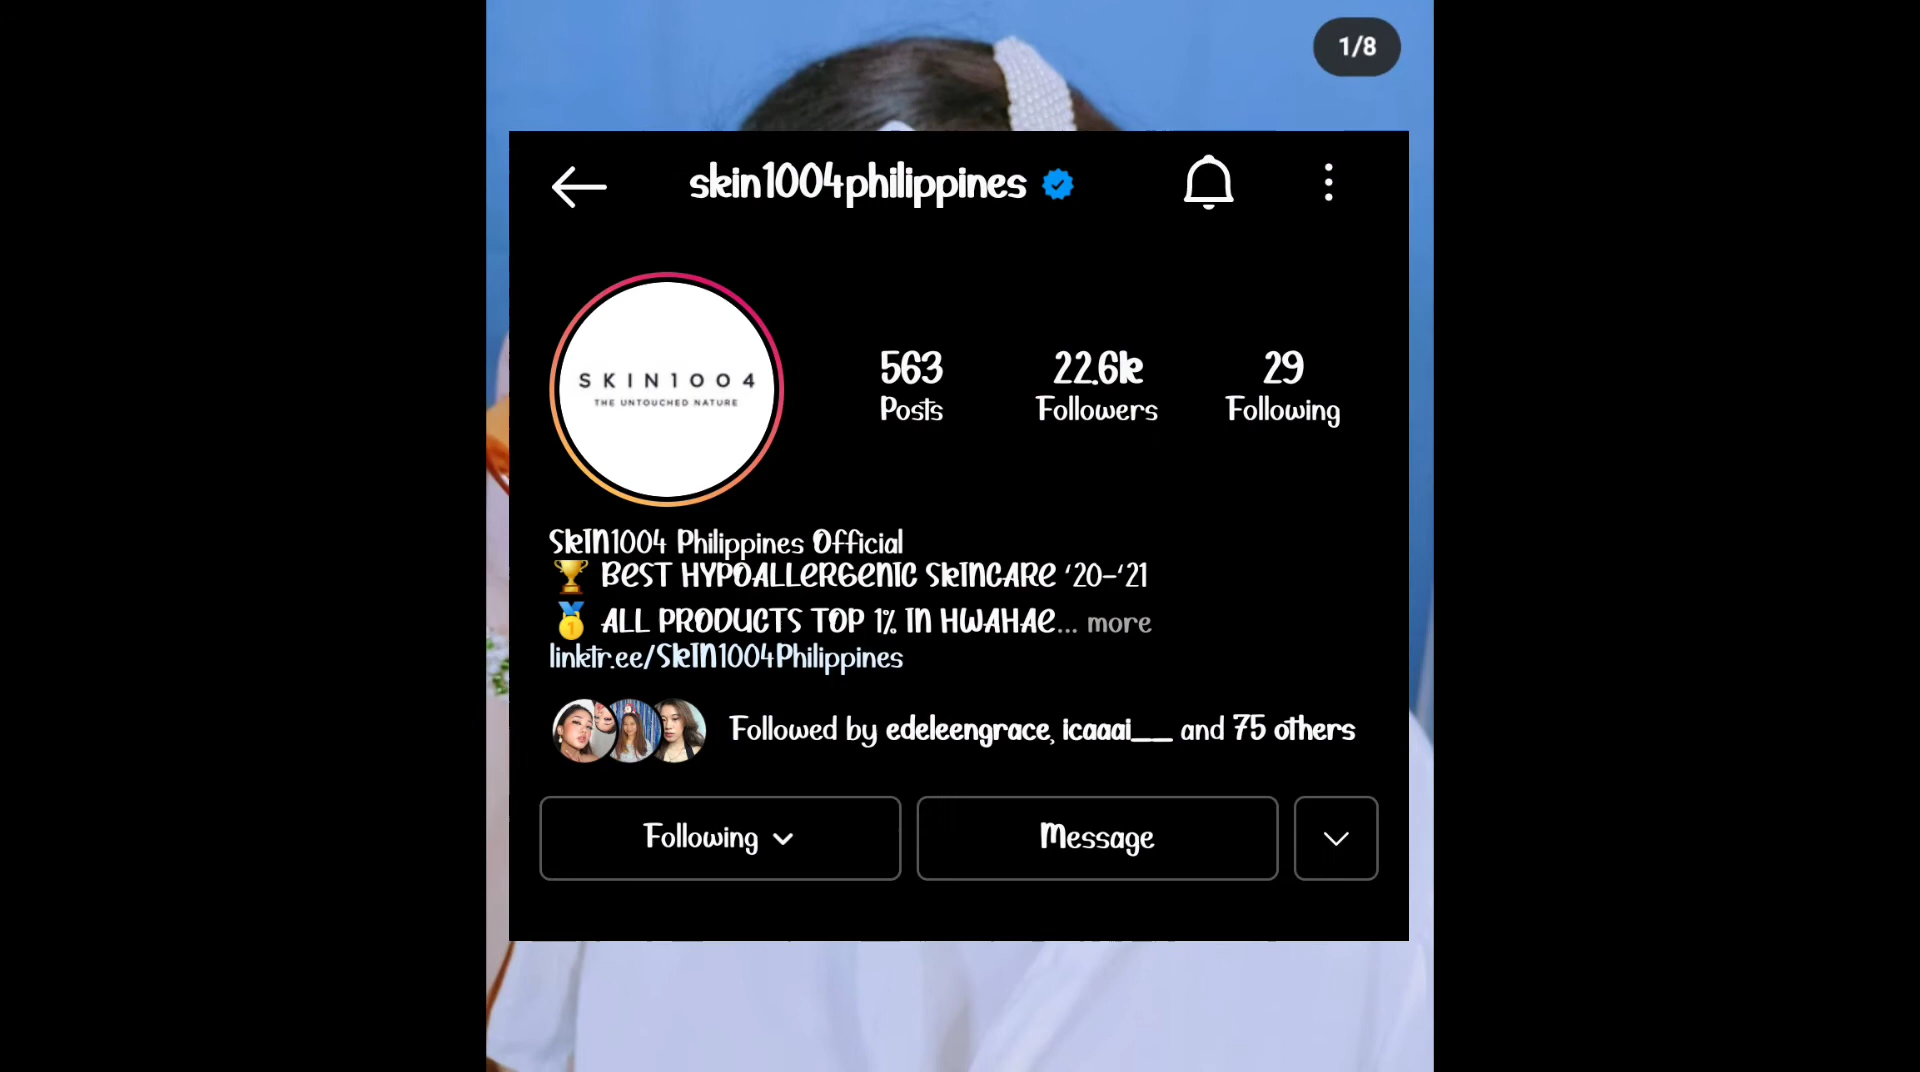 1/8
skin1004philippines
SKIN1004
THE UNTOUCHED NATURE
563
Posts
22.6k
Followers
29
Following
SKIN1004 Philippines Official
🏆 BEST HYPOALLERGENIC SKINCARE ‘20-‘21
🥇 ALL PRODUCTS TOP 1% IN HWAHAE... more
linktr.ee/SKIN1004Philippines
Followed by edeleengrace, icaaai__ and 75 others
Following
Message